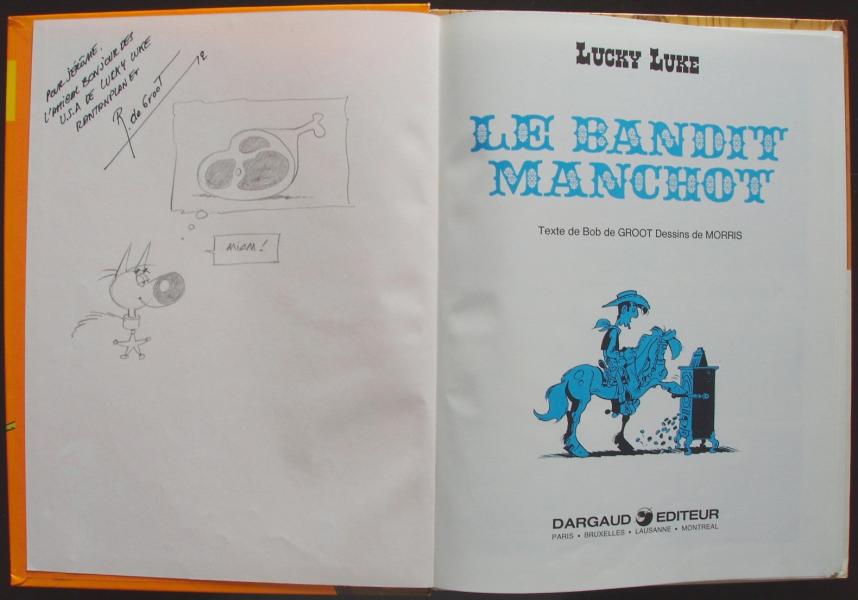 POUR JÉRÔME,
L'AMICAL BONJOUR DES
U.S.A DE LUCKY LUKE
RANTANPLAN ET
R. de GROOT 
MIAM!
LUCKY LUKE
LE BANDIT
MANCHOT
Texte de Bob de GROOT Dessins de MORRIS
DARGAUD EDITEUR
PARIS • BRUXELLES • LAUSANNE • MONTREAL